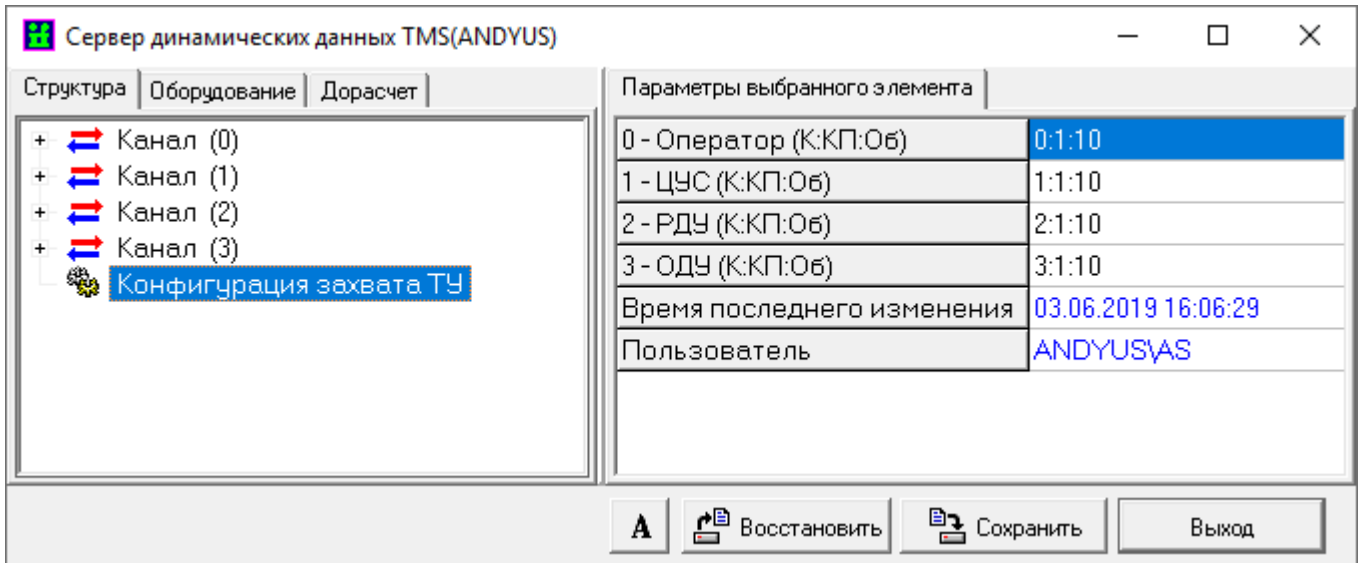 Сервер динамических данных TMS(ANDYUS)
Структура Оборудование Дорасчет
Канал (0)
Канал (1)
Канал (2)
Канал (3)
Конфигурация захвата ТУ
Параметры выбранного элемента
0 - Оператор (К:КП:Об) 0:1:10
1 - ЦУС (К:КП:Об) 1:1:10
2 - РДУ (К:КП:Об) 2:1:10
3 - ОДУ (К:КП:Об) 3:1:10
Время последнего изменения 03.06.2019 16:06:29
Пользователь ANDYUS\AS
A Восстановить Сохранить Выход